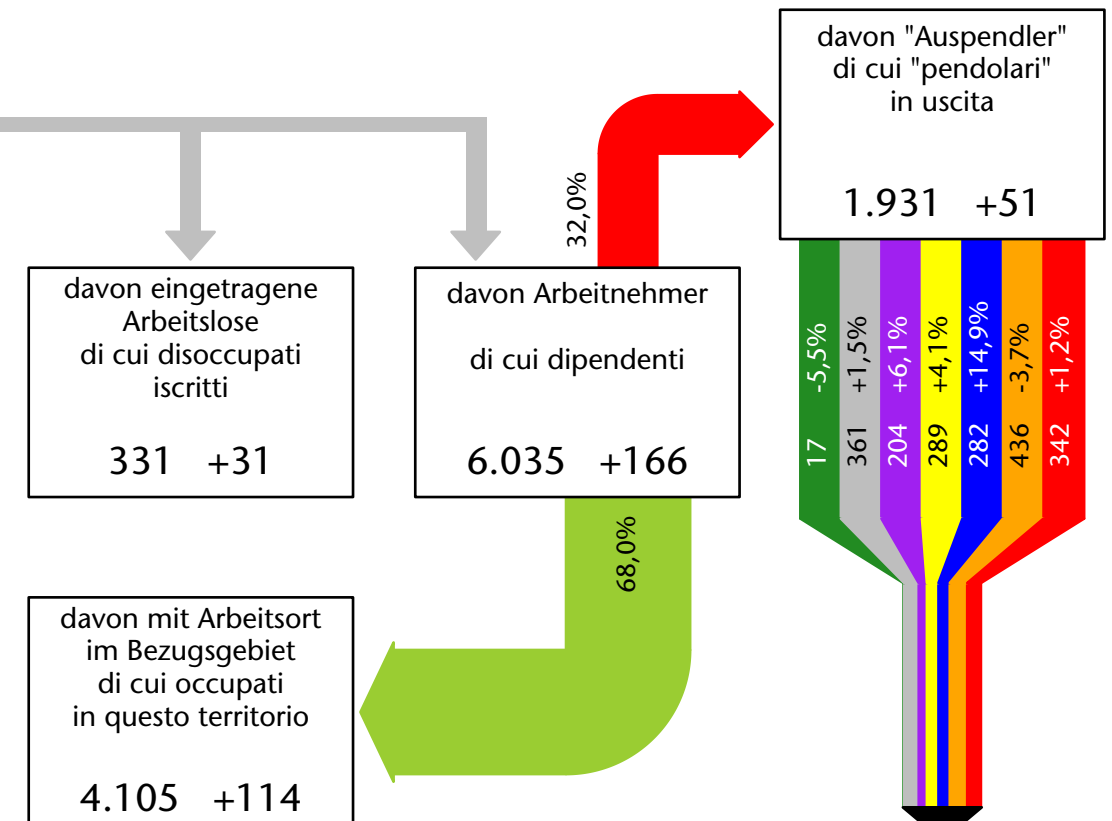 davon "Auspendler"
di cui "pendolari"
in uscita
1.931 +51
32,0%
davon eingetragene
Arbeitslose
di cui disoccupati
iscritti
331 +31
davon Arbeitnehmer
di cui dipendenti
6.035 +166
17 -5,5%
361 +1,5%
204 +6,1%
289 +4,1%
282 +14,9%
436 -3,7%
342 +1,2%
68,0%
davon mit Arbeitsort
im Bezugsgebiet
di cui occupati
in questo territorio
4.105 +114